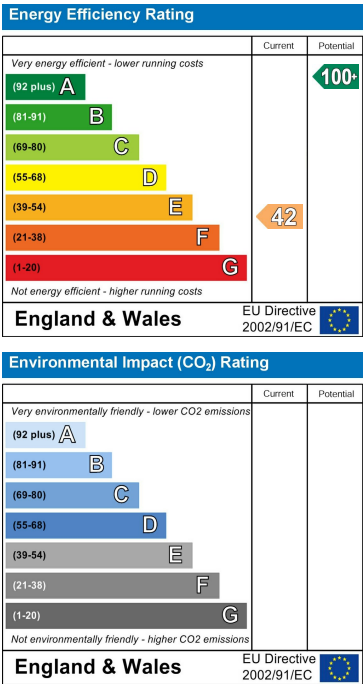 Energy Efficiency Rating
Current Potential
Very energy efficient - lower running costs
(92 plus) A 100+
(81-91) B
(69-80) C
(55-68) D
(39-54) E 42
(21-38) F
(1-20) G
Not energy efficient - higher running costs
England & Wales EU Directive
2002/91/EC
Environmental Impact (CO₂) Rating
Current Potential
Very environmentally friendly - lower CO2 emissions
(92 plus) A
(81-91) B
(69-80) C
(55-68) D
(39-54) E
(21-38) F
(1-20) G
Not environmentally friendly - higher CO2 emissions
England & Wales EU Directive
2002/91/EC